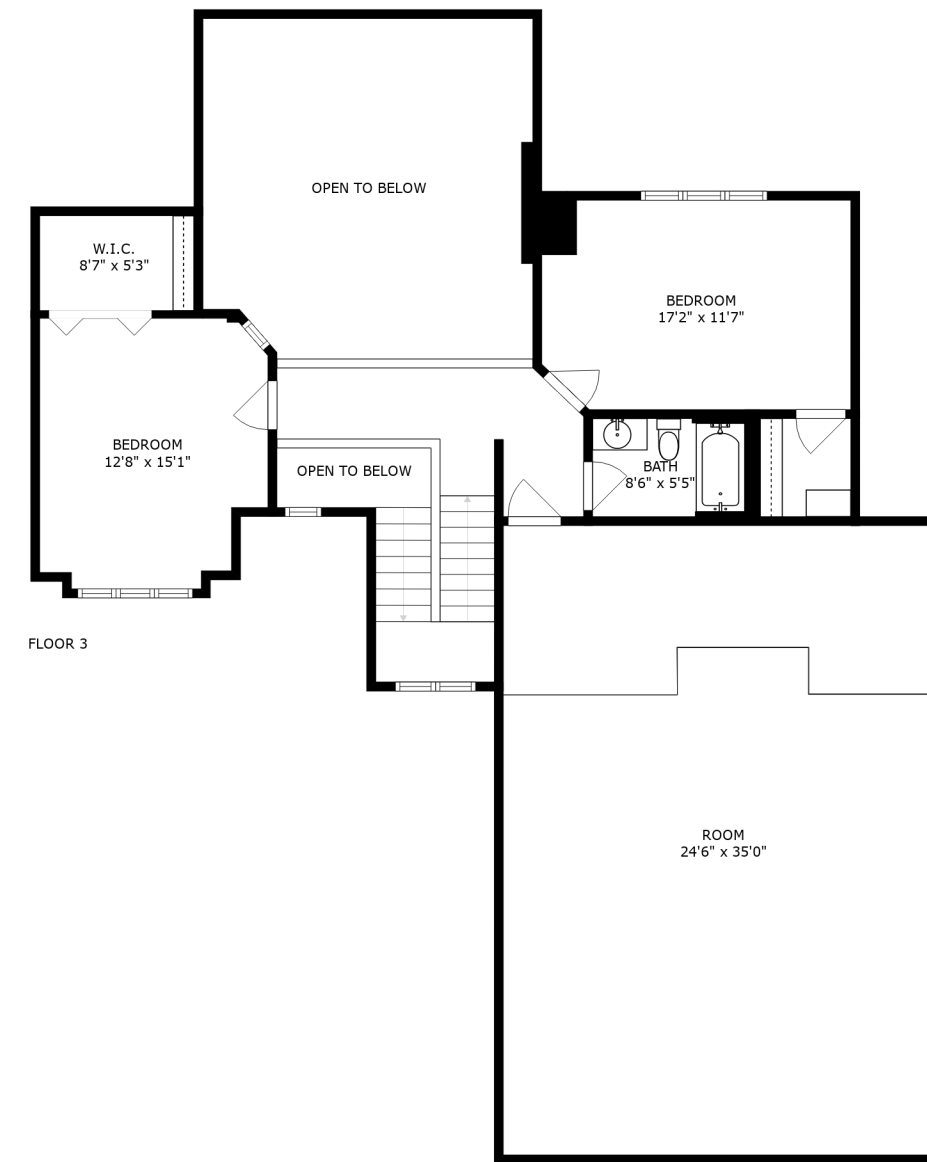 OPEN TO BELOW
W.I.C.
8'7" x 5'3"
BEDROOM
17'2" x 11'7"
BEDROOM
12'8" x 15'1"
OPEN TO BELOW
BATH
8'6" x 5'5"
FLOOR 3
ROOM
24'6" x 35'0"